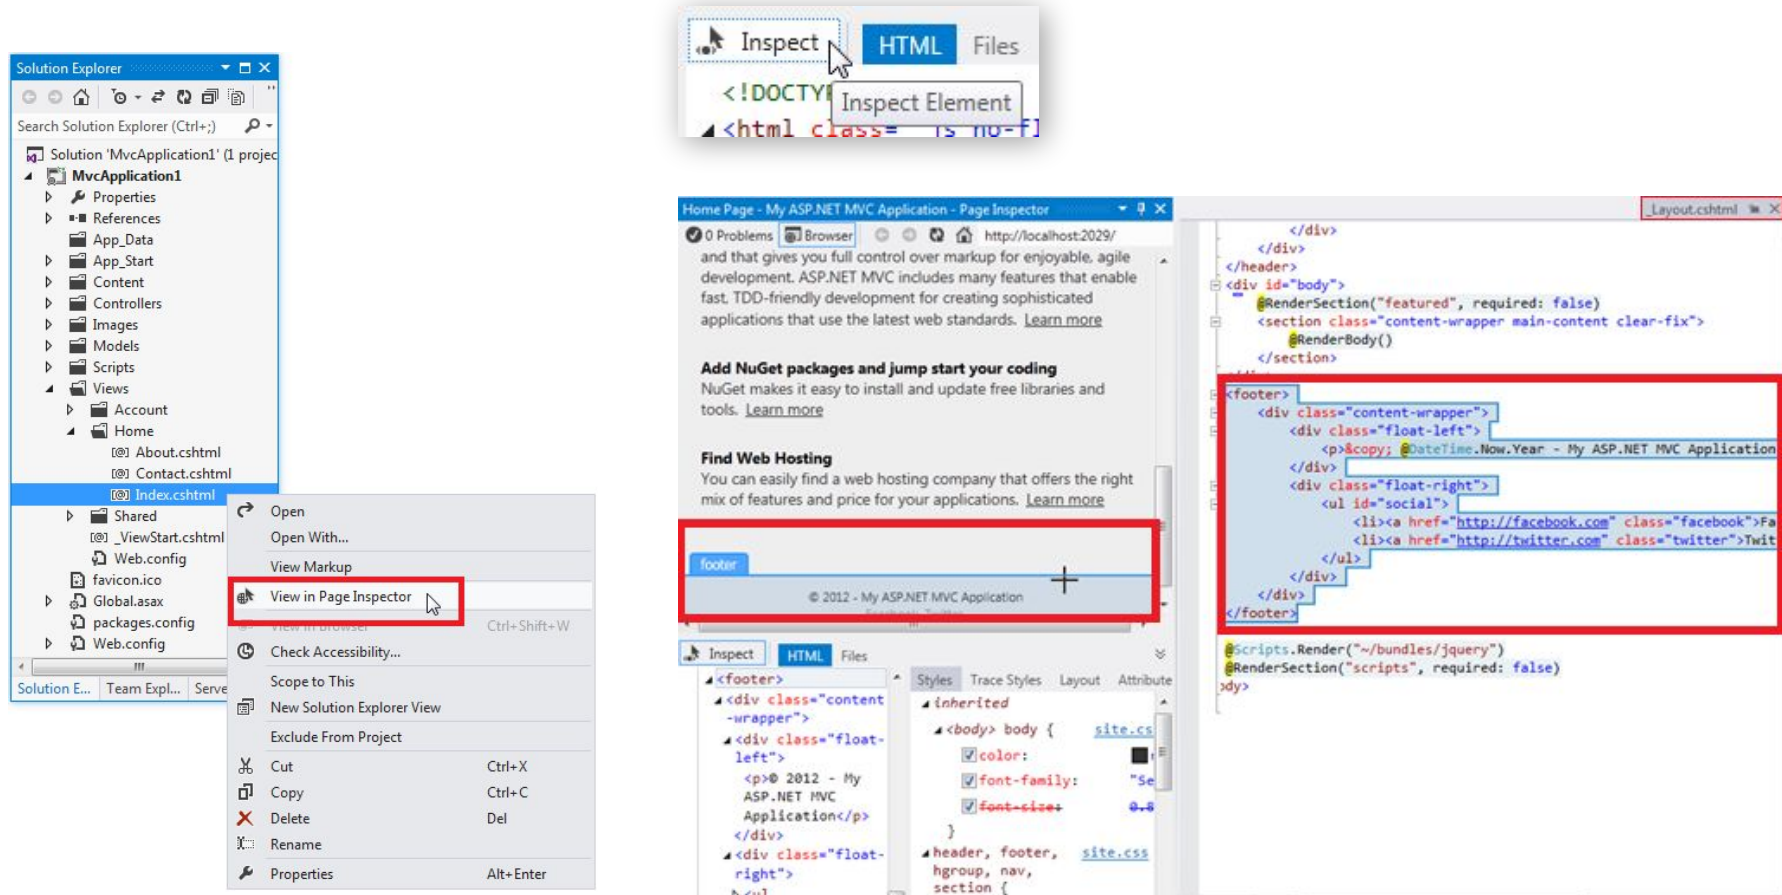 Solution Explorer
Search Solution Explorer (Ctrl+;)
Solution 'MvcApplication1' (1 projec
MvcApplication1
Properties
References
App_Data
App_Start
Content
Controllers
Images
Models
Scripts
Views
Account
Home
About.cshtml
Contact.cshtml
Index.cshtml
Shared
_ViewStart.cshtml
Web.config
favicon.ico
Global.asax
packages.config
Web.config
Solution E... Team Expl... Serve
Open
Open With...
View Markup
View in Page Inspector
View in Browser Ctrl+Shift+W
Check Accessibility...
Scope to This
New Solution Explorer View
Exclude From Project
Cut Ctrl+X
Copy Ctrl+C
Delete Del
Rename
Properties Alt+Enter
Inspect HTML Files
<!DOCTYP
Inspect Element
<html class=" js no-fl
Home Page - My ASP.NET MVC Application - Page Inspector
0 Problems Browser http://localhost:2029/
and that gives you full control over markup for enjoyable, agile
development. ASP.NET MVC includes many features that enable
fast, TDD-friendly development for creating sophisticated
applications that use the latest web standards. Learn more
Add NuGet packages and jump start your coding
NuGet makes it easy to install and update free libraries and
tools. Learn more
Find Web Hosting
You can easily find a web hosting company that offers the right
mix of features and price for your applications. Learn more
footer
© 2012 - My ASP.NET MVC Application
Facebook Twitter
Inspect HTML Files
<footer>
<div class="content
-wrapper">
<div class="float-
left">
<p>© 2012 - My
ASP.NET MVC
Application</p>
</div>
<div class="float-
right">
<ul
Styles Trace Styles Layout Attribute
inherited
<body> body { site.cs
color:
font-family: "Se
font-size: 0.8
}
header, footer, site.css
hgroup, nav,
section {
_Layout.cshtml
</div>
</div>
</header>
<div id="body">
@RenderSection("featured", required: false)
<section class="content-wrapper main-content clear-fix">
@RenderBody()
</section>
<footer>
<div class="content-wrapper">
<div class="float-left">
<p>&copy; @DateTime.Now.Year - My ASP.NET MVC Application
</div>
<div class="float-right">
<ul id="social">
<li><a href="http://facebook.com" class="facebook">Fa
<li><a href="http://twitter.com" class="twitter">Twit
</ul>
</div>
</div>
</footer>
@Scripts.Render("~/bundles/jquery")
@RenderSection("scripts", required: false)
ody>